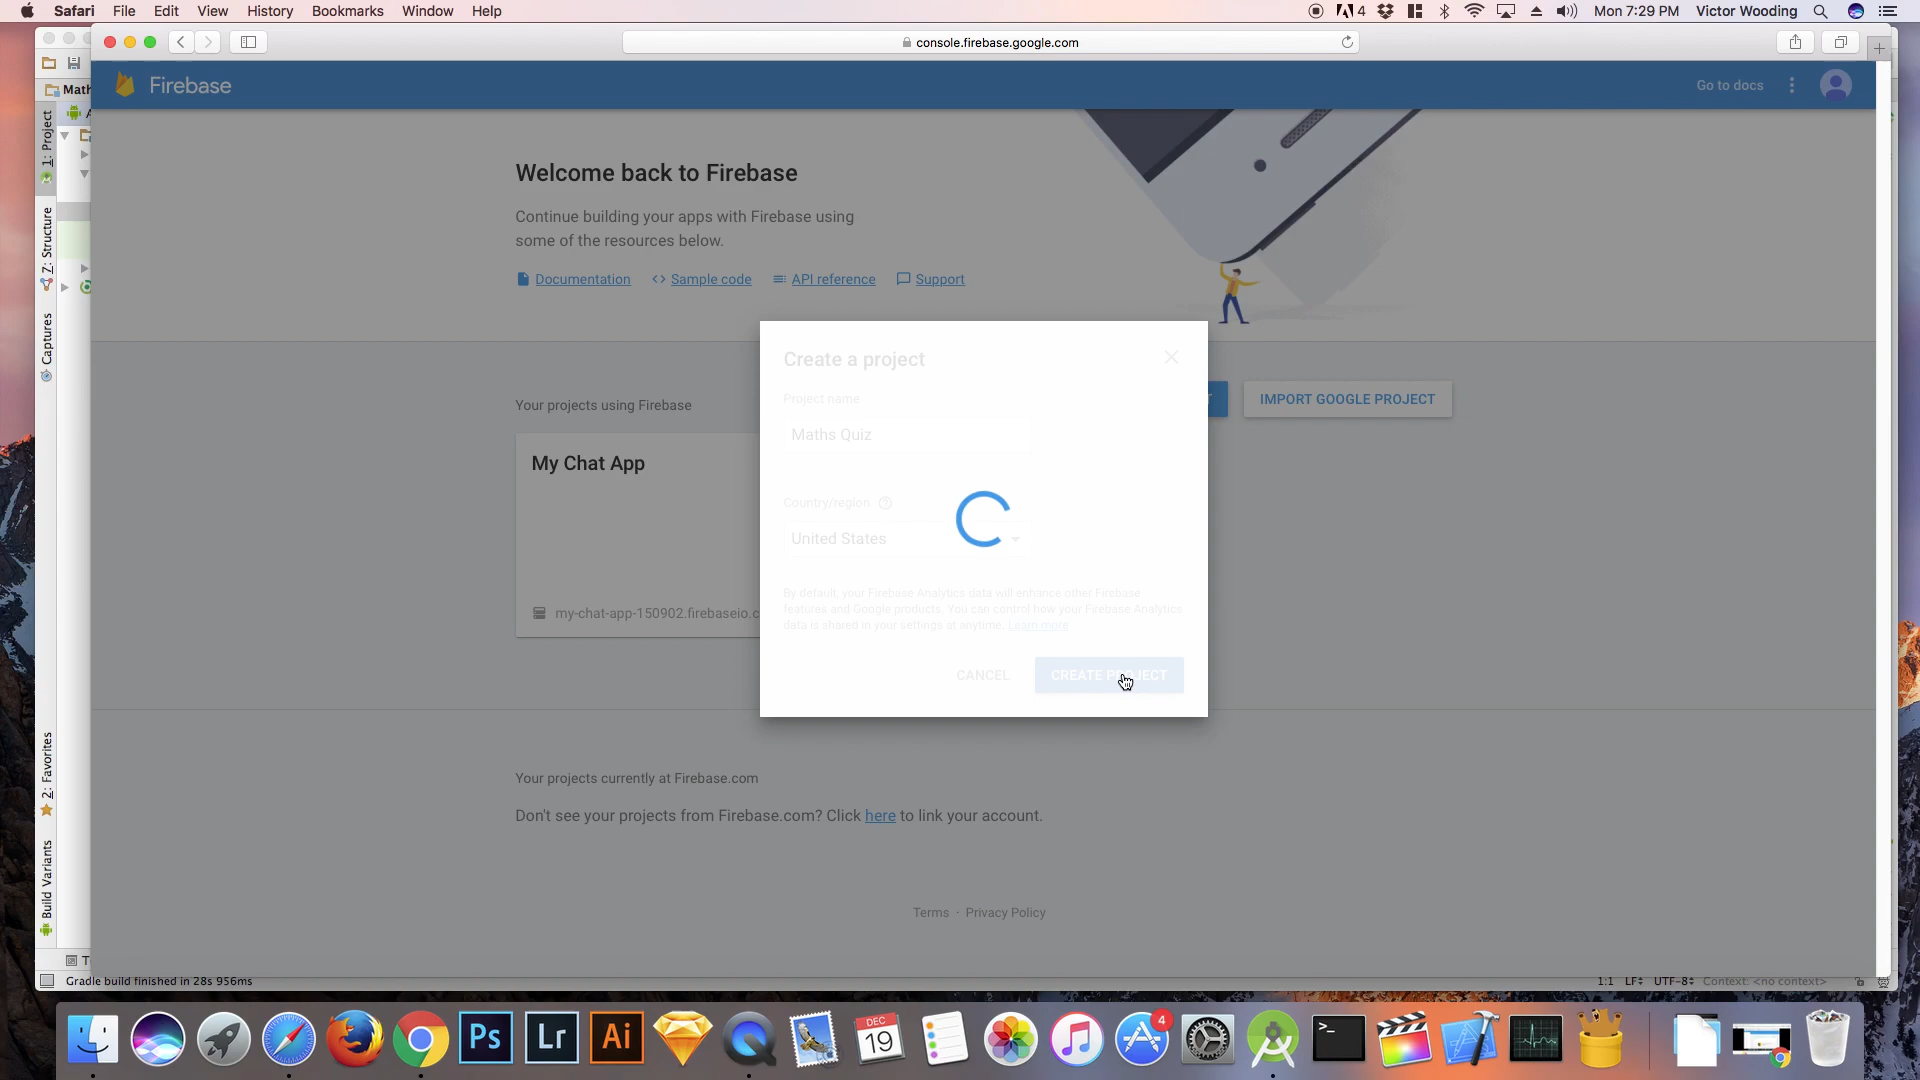 Safari File Edit View History Bookmarks Window Help
4 Mon 7:29 PM Victor Wooding
console.firebase.google.com
Math
Firebase
Go to docs
1: Project
Z: Structure
Captures
2: Favorites
Build Variants
Welcome back to Firebase
Continue building your apps with Firebase using
some of the resources below.
Documentation Sample code API reference Support
Create a project
Project name
Maths Quiz
Country/region
United States
By default, your Firebase Analytics data will enhance other Firebase
features and Google products. You can control how your Firebase Analytics
data is shared in your settings at anytime. Learn more
CANCEL
Your projects using Firebase
T
IMPORT GOOGLE PROJECT
My Chat App
my-chat-app-150902.firebaseio.c
Your projects currently at Firebase.com
Don't see your projects from Firebase.com? Click here to link your account.
Terms · Privacy Policy
Gradle build finished in 28s 956ms
1:1 LF UTF-8 Context: <no context>
Ps
Lr
Ai
DEC
19
4